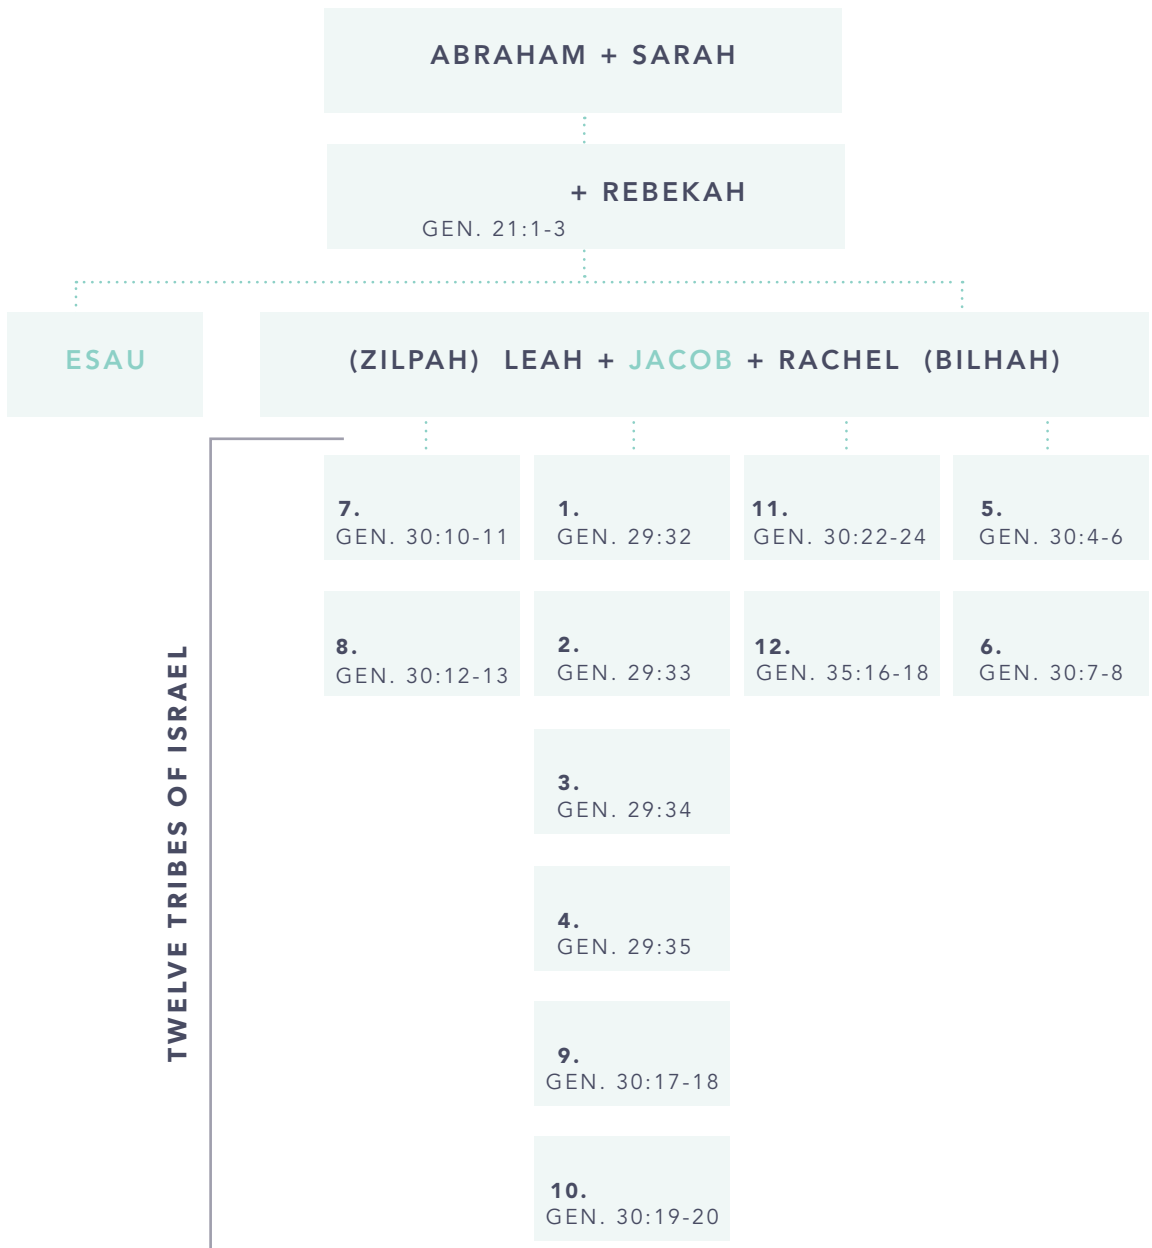 ABRAHAM + SARAH
+ REBEKAH
GEN. 21:1-3
ESAU
(ZILPAH) LEAH + JACOB + RACHEL (BILHAH)
TWELVE TRIBES OF ISRAEL
7.
GEN. 30:10-11
1.
GEN. 29:32
11.
GEN. 30:22-24
5.
GEN. 30:4-6
8.
GEN. 30:12-13
2.
GEN. 29:33
12.
GEN. 35:16-18
6.
GEN. 30:7-8
3.
GEN. 29:34
4.
GEN. 29:35
9.
GEN. 30:17-18
10.
GEN. 30:19-20